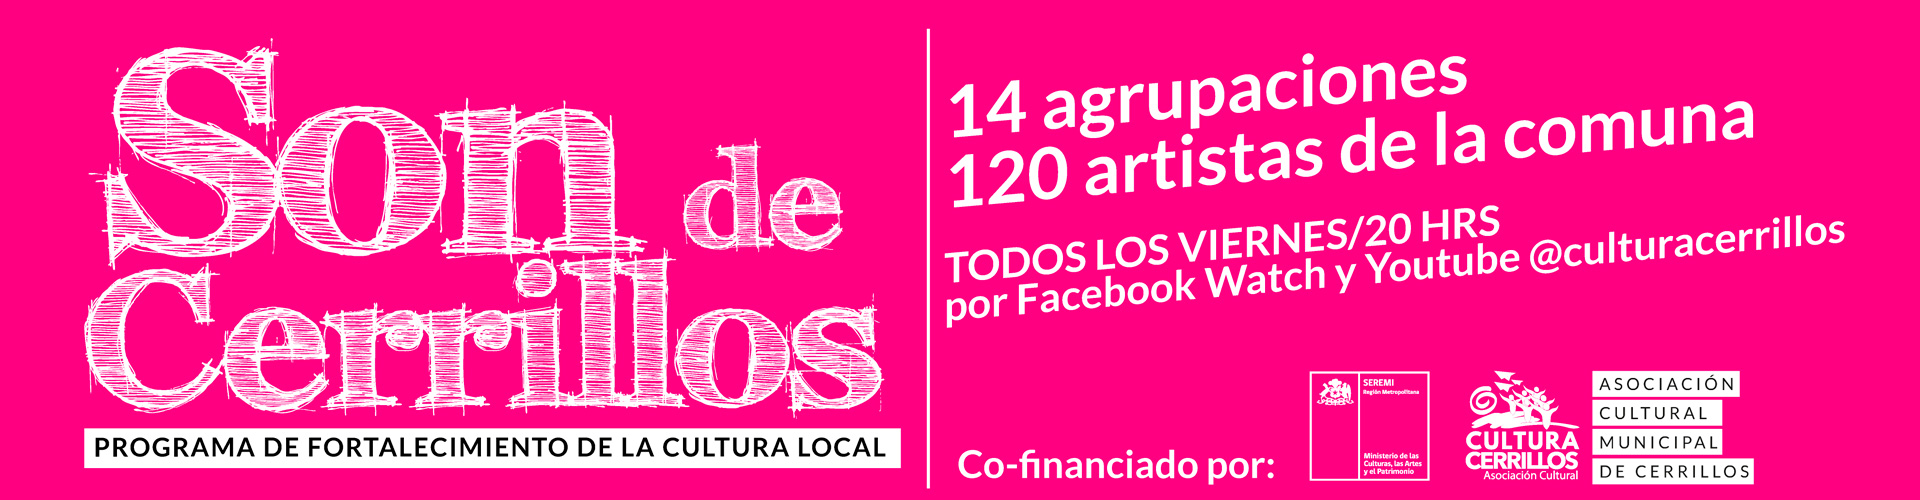 Son de
Cerrillos
PROGRAMA DE FORTALECIMIENTO DE LA CULTURA LOCAL
14 agrupaciones
120 artistas de la comuna
TODOS LOS VIERNES/20 HRS
por Facebook Watch y Youtube @culturacerrillos
Co-financiado por:
SEREMI
Región Metropolitana
Ministerio de las
Culturas, las Artes
y el Patrimonio
CULTURA
CERRILLOS
Asociación Cultural
ASOCIACIÓN
CULTURAL
MUNICIPAL
DE CERRILLOS